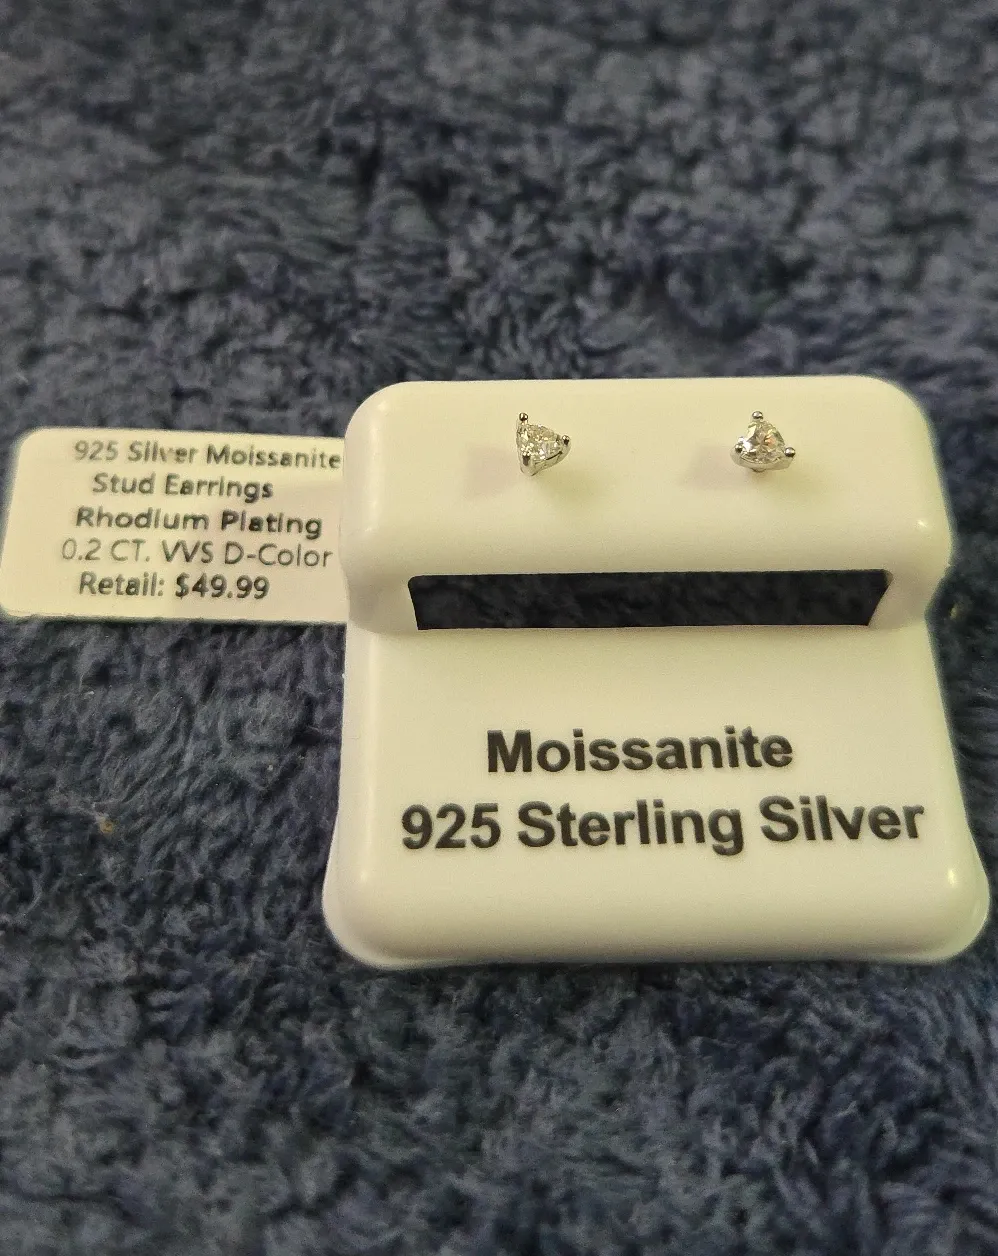 925 Silver Moissanite
Stud Earrings
Rhodium Plating
0.2 CT. VVS D-Color
Retail: $49.99
Moissanite
925 Sterling Silver